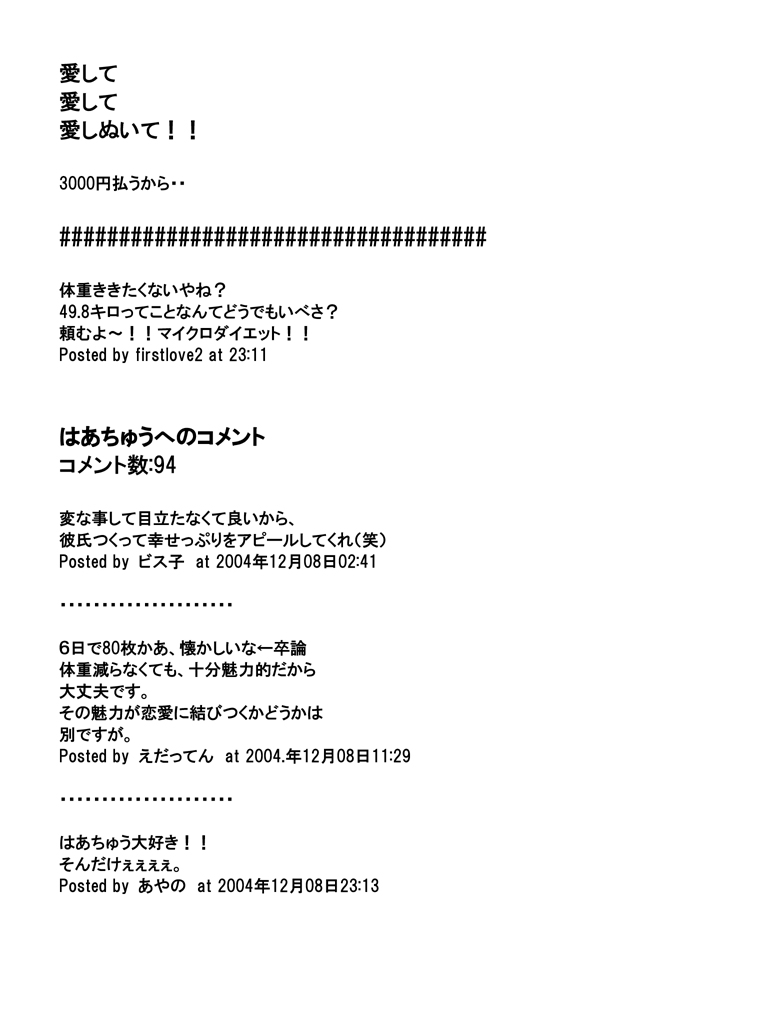 愛して
愛して
愛しぬいて！！
3000円払うから・・
####################################
体重ききたくないやね？
49.8キロってことなんてどうでもいべさ？
頼むよ～！！マイクロダイエット！！
Posted by firstlove2 at 23:11
はあちゅうへのコメント
コメント数:94
変な事して目立たなくて良いから、
彼氏つくって幸せっぷりをアピールしてくれ（笑）
Posted by ビス子 at 2004年12月08日02:41
・・・・・・・・・・・・・・・・・・・・・
６日で80枚かあ、懐かしいな←卒論
体重減らなくても、十分魅力的だから
大丈夫です。
その魅力が恋愛に結びつくかどうかは
別ですが。
Posted by えだってん at 2004.年12月08日11:29
・・・・・・・・・・・・・・・・・・・・・
はあちゅう大好き！！
そんだけぇぇぇぇ。
Posted by あやの at 2004年12月08日23:13